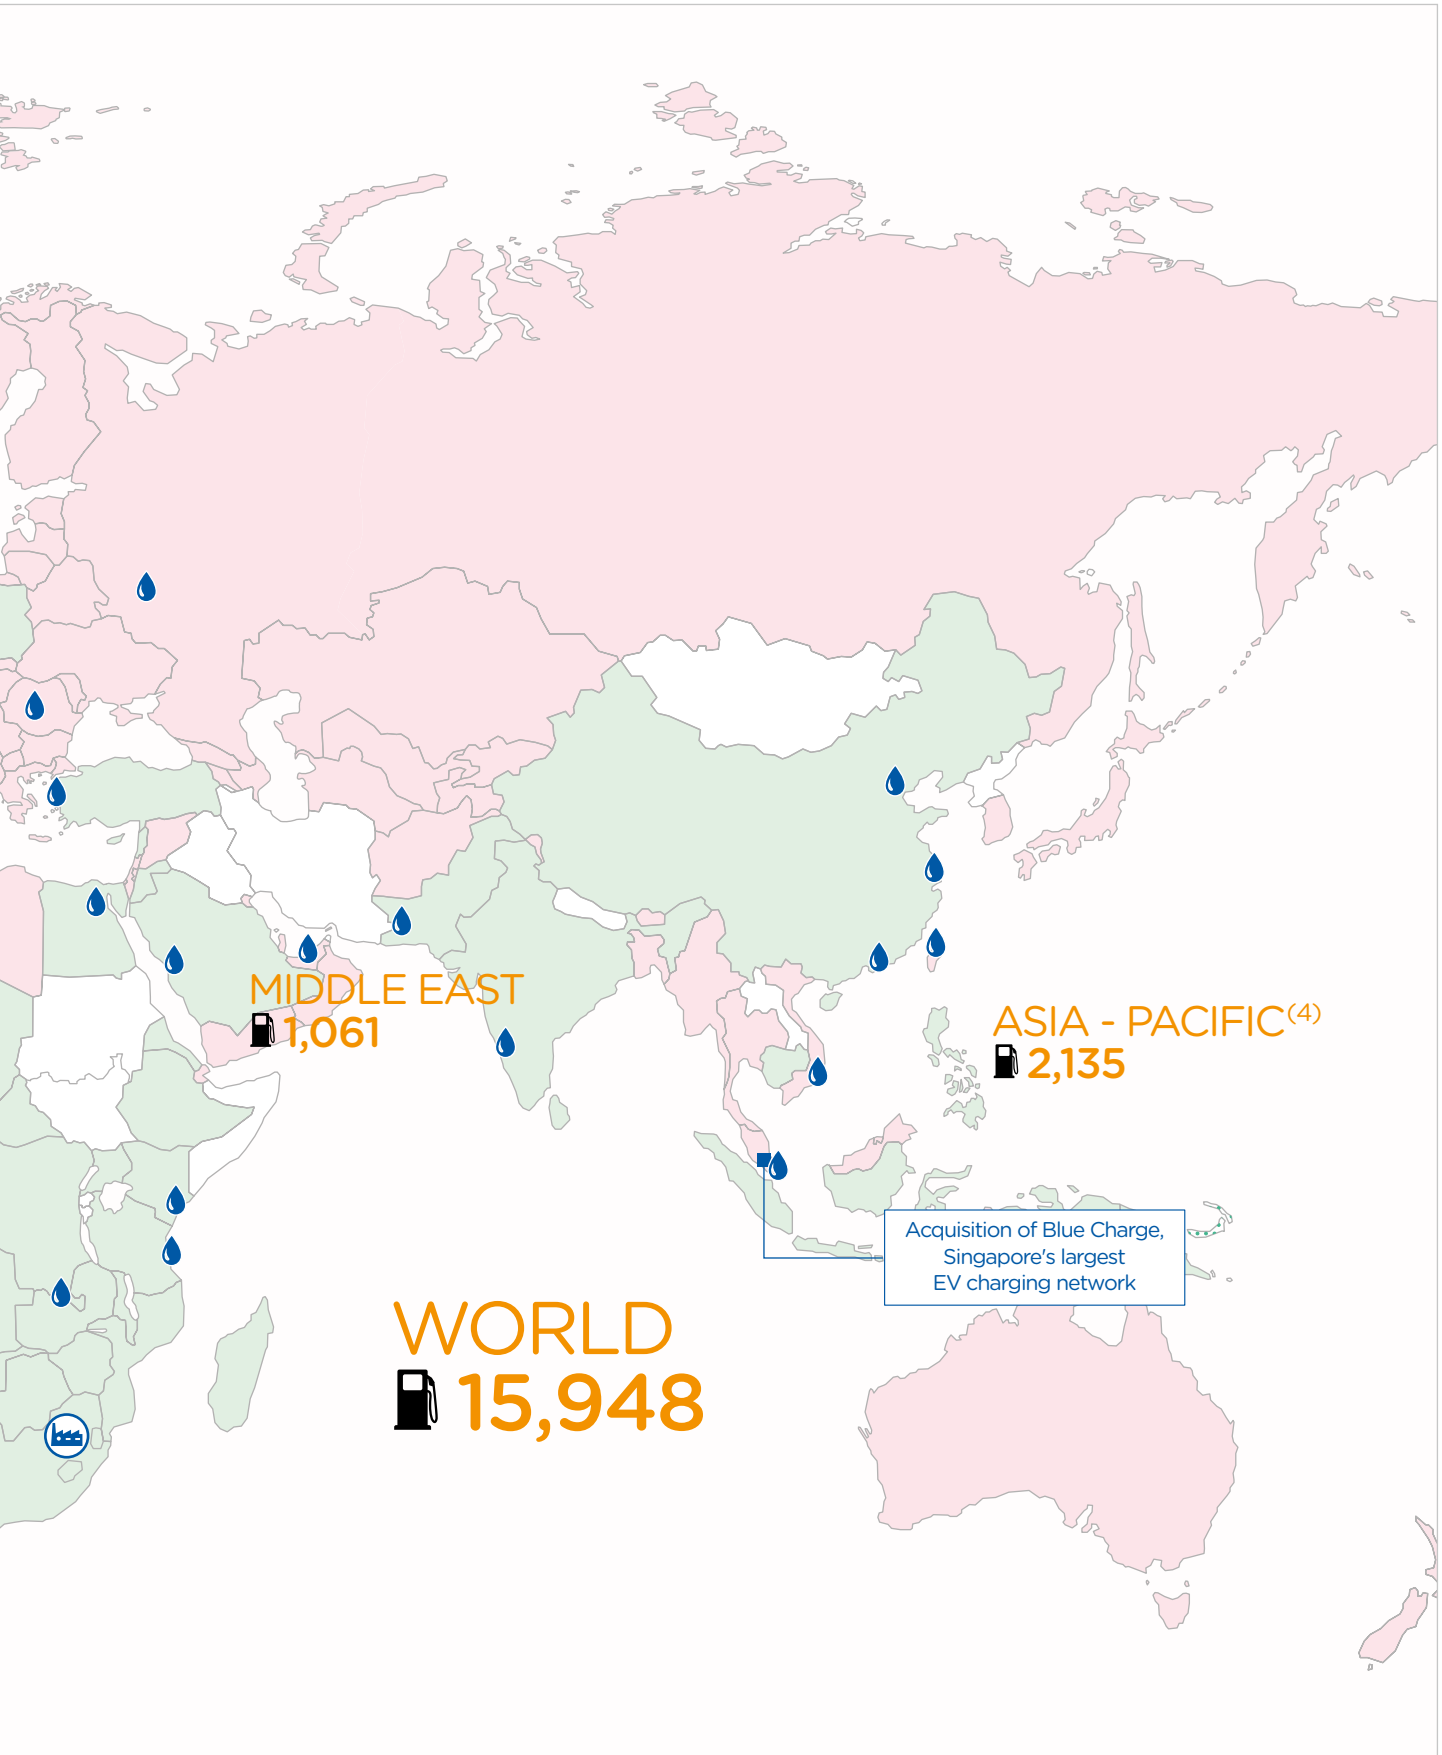 MIDDLE EAST
1,061
ASIA - PACIFIC(4)
2,135
Acquisition of Blue Charge,
Singapore's largest
EV charging network
WORLD
15,948